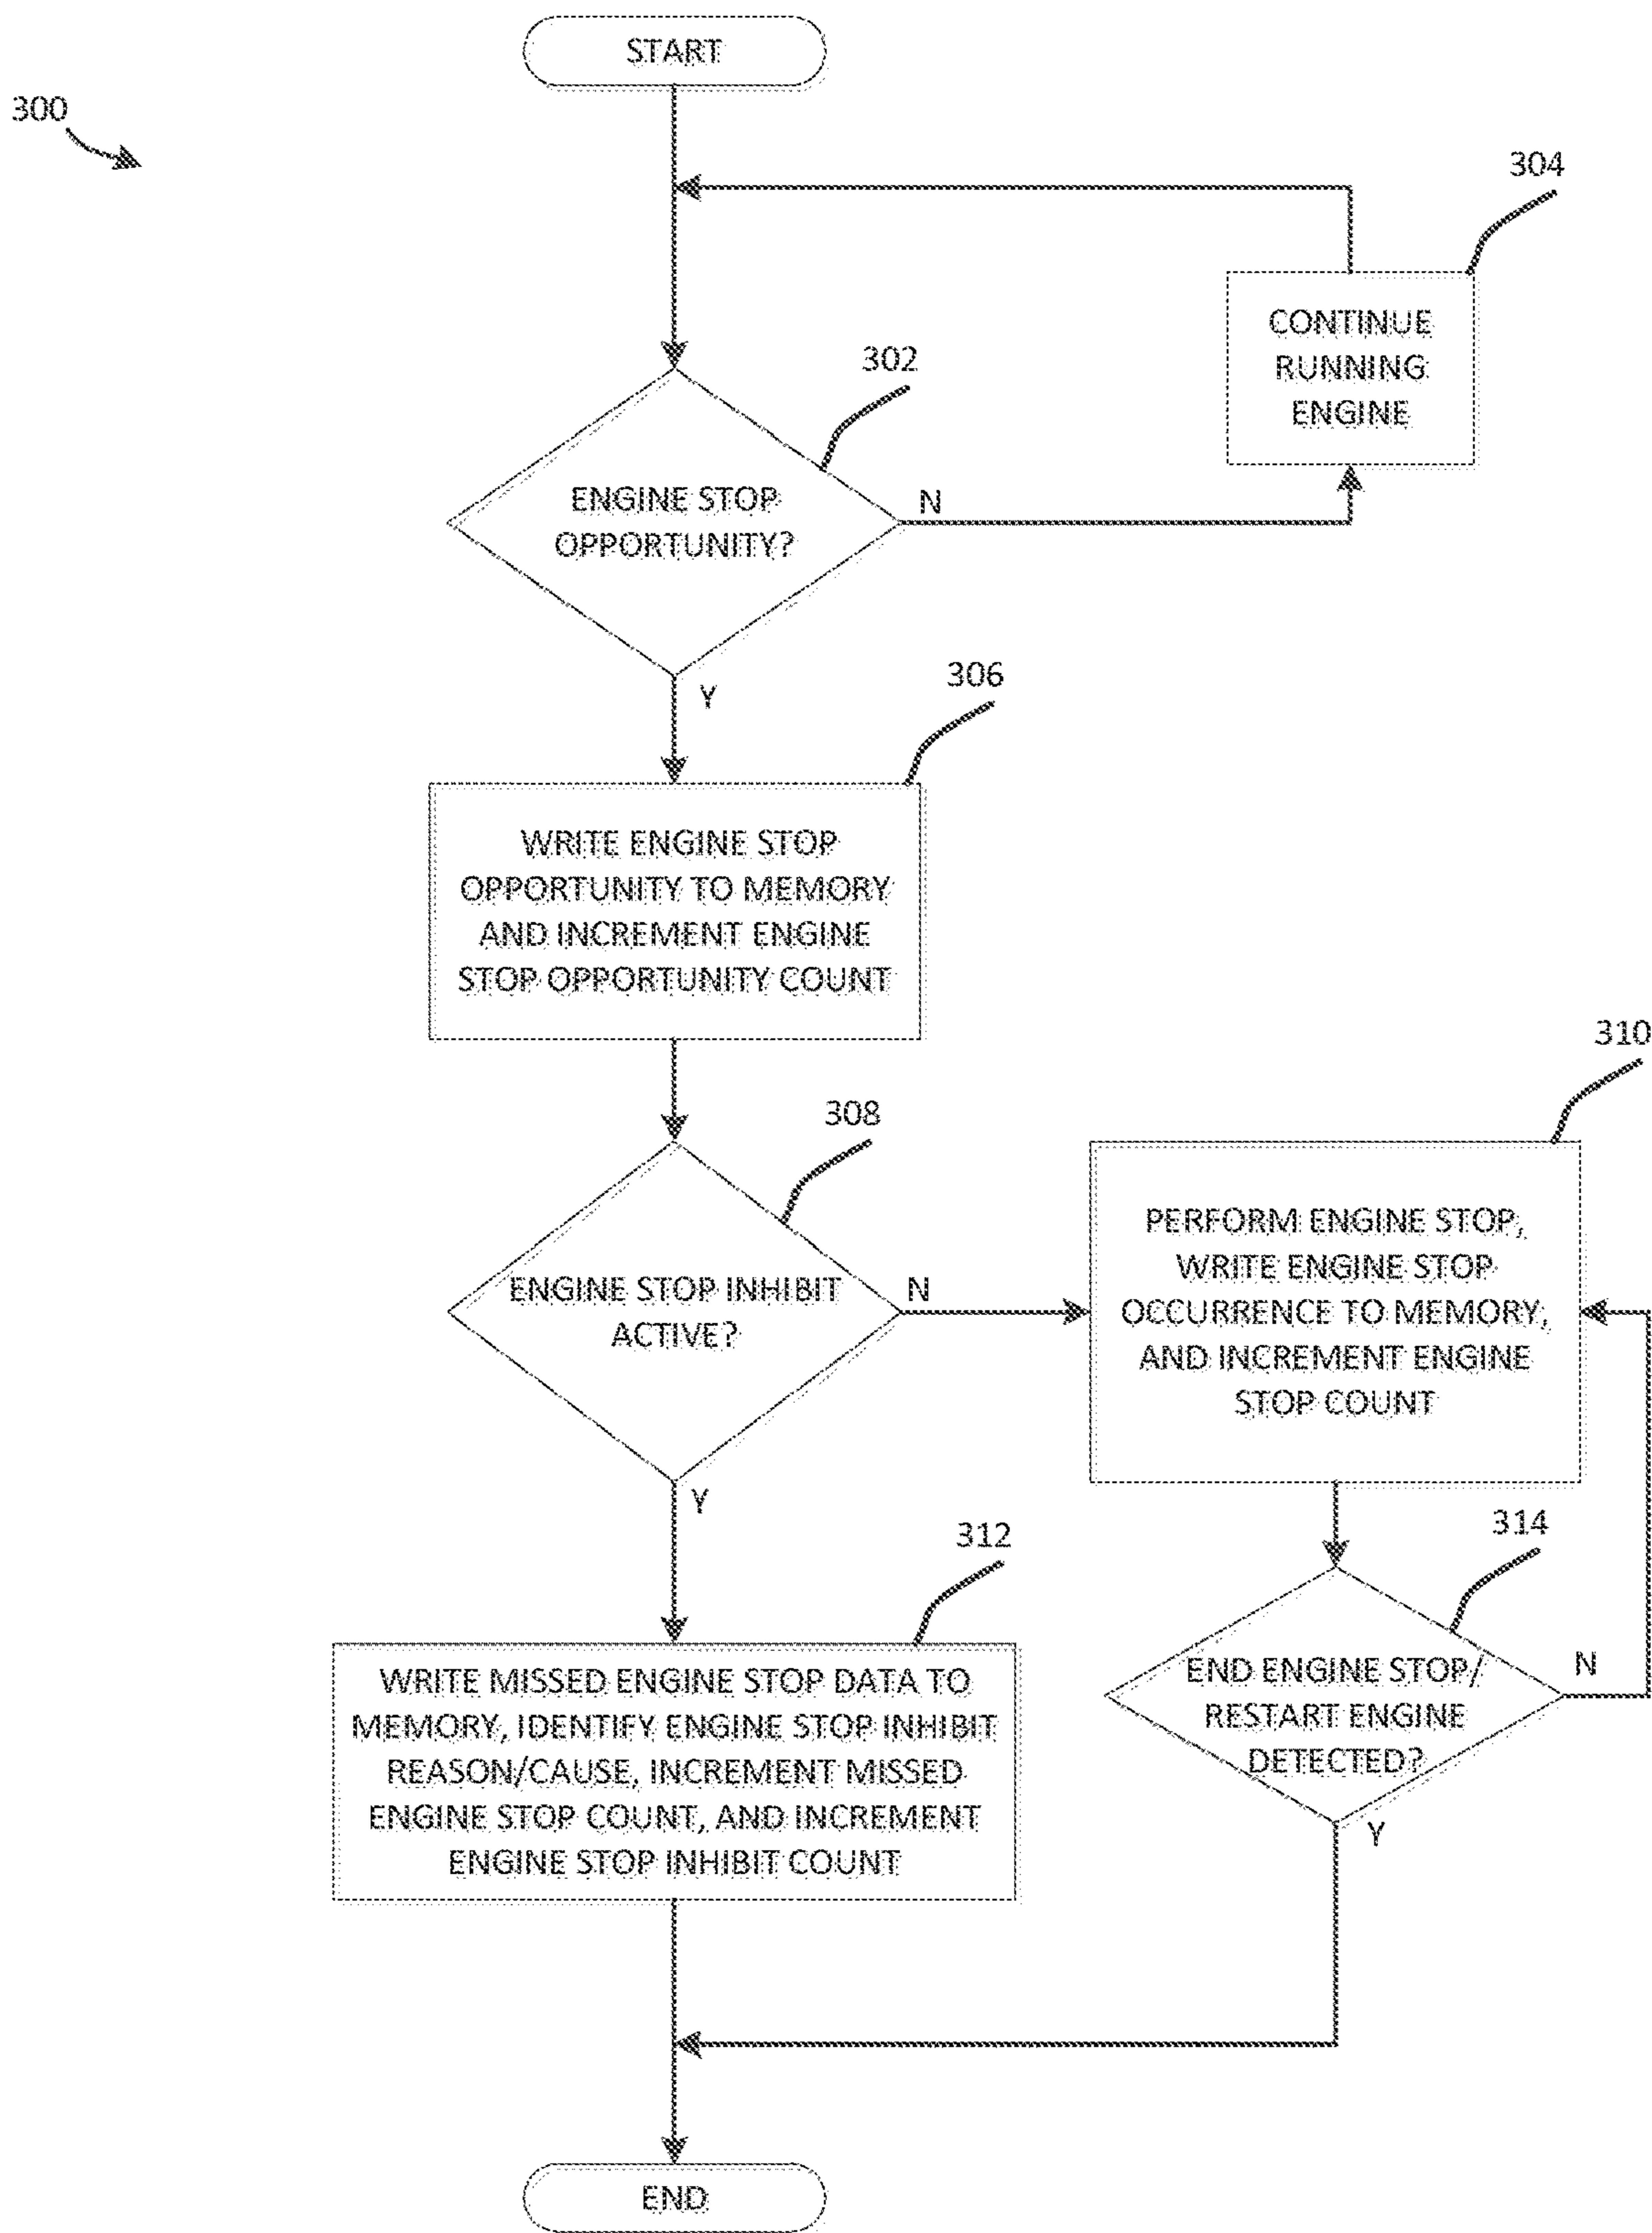 START
300
304
CONTINUE
RUNNING
ENGINE
302
ENGINE STOP
OPPORTUNITY?
N
Y
306
WRITE ENGINE STOP
OPPORTUNITY TO MEMORY
AND INCREMENT ENGINE
STOP OPPORTUNITY COUNT
308
ENGINE STOP INHIBIT
ACTIVE?
N
Y
310
PERFORM ENGINE STOP,
WRITE ENGINE STOP
OCCURRENCE TO MEMORY,
AND INCREMENT ENGINE
STOP COUNT
312
WRITE MISSED ENGINE STOP DATA TO
MEMORY, IDENTIFY ENGINE STOP INHIBIT
REASON/CAUSE, INCREMENT MISSED
ENGINE STOP COUNT, AND INCREMENT
ENGINE STOP INHIBIT COUNT
314
END ENGINE STOP/
RESTART ENGINE
DETECTED?
N
Y
END